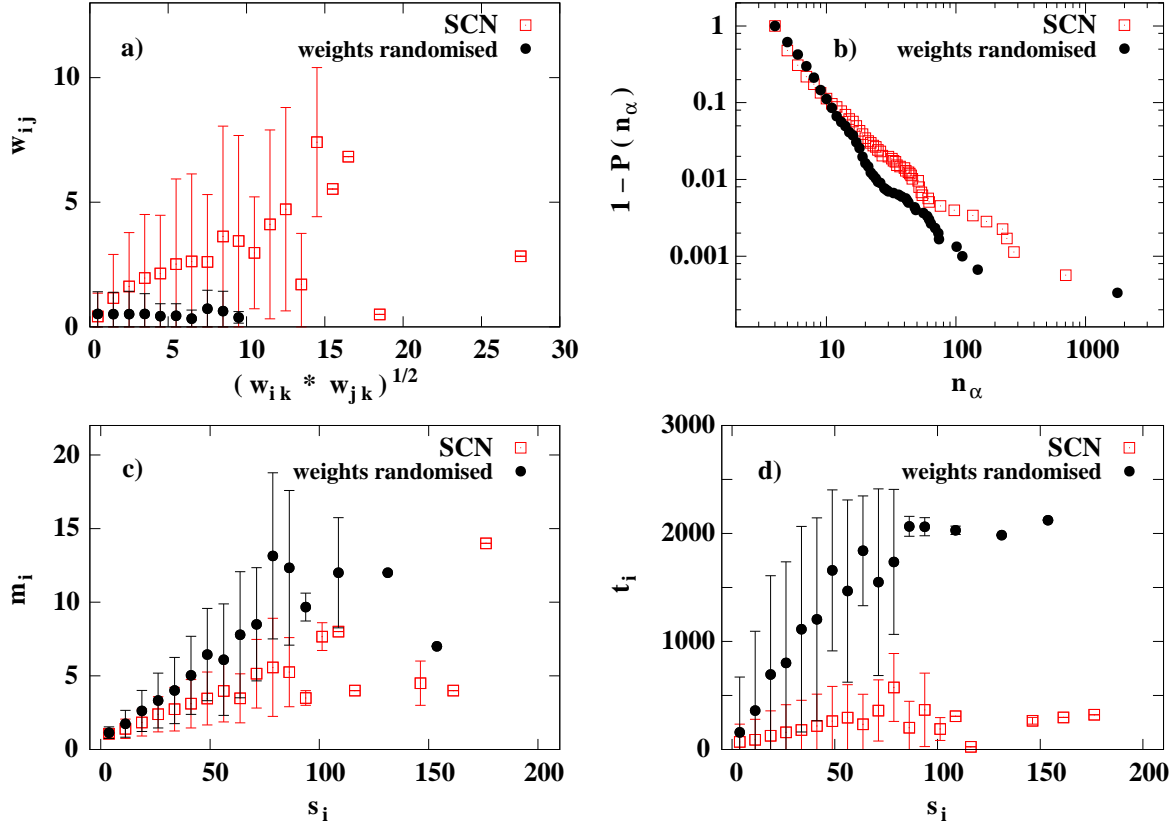 a)
SCN
weights randomised
w_ij
10
5
0
0 5 10 15 20 25 30
( w_ik * w_jk )^1/2
b)
SCN
weights randomised
1 − P ( n_α )
1
0.1
0.01
0.001
10 100 1000
n_α
c)
SCN
weights randomised
m_i
20
15
10
5
0
0 50 100 150 200
s_i
d)
SCN
weights randomised
t_i
3000
2000
1000
0
0 50 100 150 200
s_i